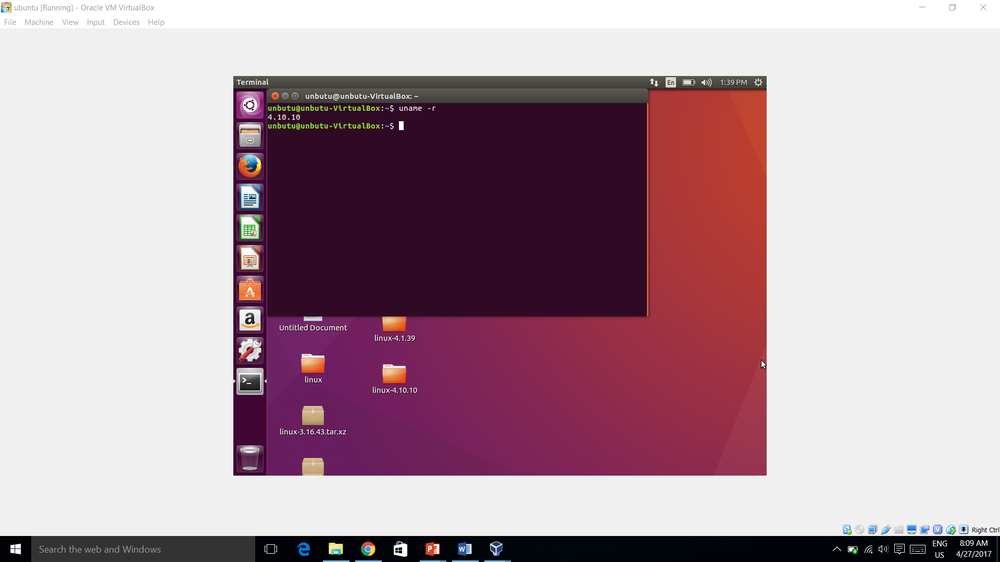 ubuntu [Running] - Oracle VM VirtualBox
File Machine View Input Devices Help
Terminal
En
1:39 PM
unbutu@unbutu-VirtualBox: ~
unbutu@unbutu-VirtualBox:~$ uname -r
4.10.10
unbutu@unbutu-VirtualBox:~$
Untitled Document
linux-4.1.39
linux
linux-4.10.10
linux-3.16.43.tar.xz
Right Ctrl
Search the web and Windows
ENG
US
8:09 AM
4/27/2017